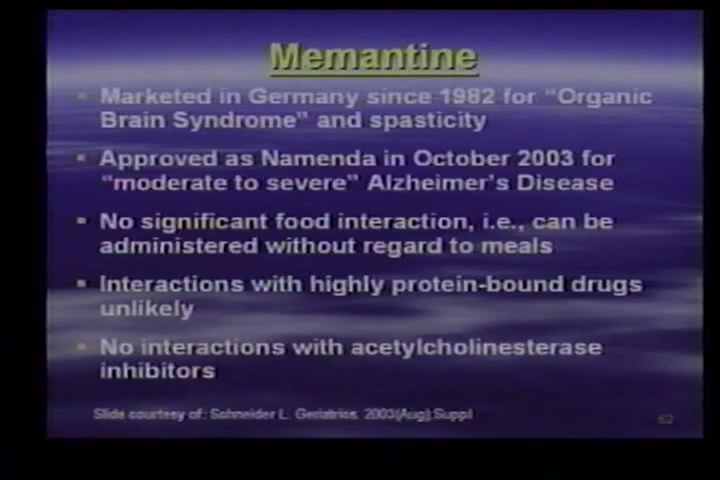 Memantine
Marketed in Germany since 1982 for "Organic
Brain Syndrome" and spasticity
Approved as Namenda in October 2003 for
"moderate to severe" Alzheimer's Disease
No significant food interaction, i.e., can be
administered without regard to meals
Interactions with highly protein-bound drugs
unlikely
No interactions with acetylcholinesterase
inhibitors
Slide courtesy of: Schneider L. Geriatrics. 2003(Aug);Suppl